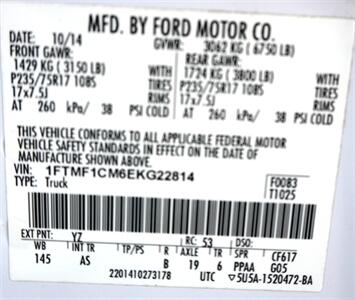 MFD. BY FORD MOTOR CO.
DATE: 10/14 GVWR: 3062 KG (6750 LB)
FRONT GAWR: REAR GAWR:
1429 KG (3150 LB) WITH 1724 KG (3800 LB) WITH
P235/75R17 108S TIRES P235/75R17 108S TIRES
17x7.5J RIMS 17x7.5J RIMS
AT 260 kPa/ 38 PSI COLD AT 260 kPa/ 38 PSI COLD
THIS VEHICLE CONFORMS TO ALL APPLICABLE FEDERAL MOTOR
VEHICLE SAFETY AND BUMPER STANDARDS IN EFFECT ON THE DATE OF
MANUFACTURE SHOWN ABOVE.
VIN: 1FTMF1CM6EKG22814 F0083
TYPE: Truck T1025
EXT PNT: YZ RC: 53 DSO: CF617
WB INT TR AXLE TR SPR
145 AS B 19 6 PPAA G05
2201410273178 UTC ▽5U5A-1520472-BA